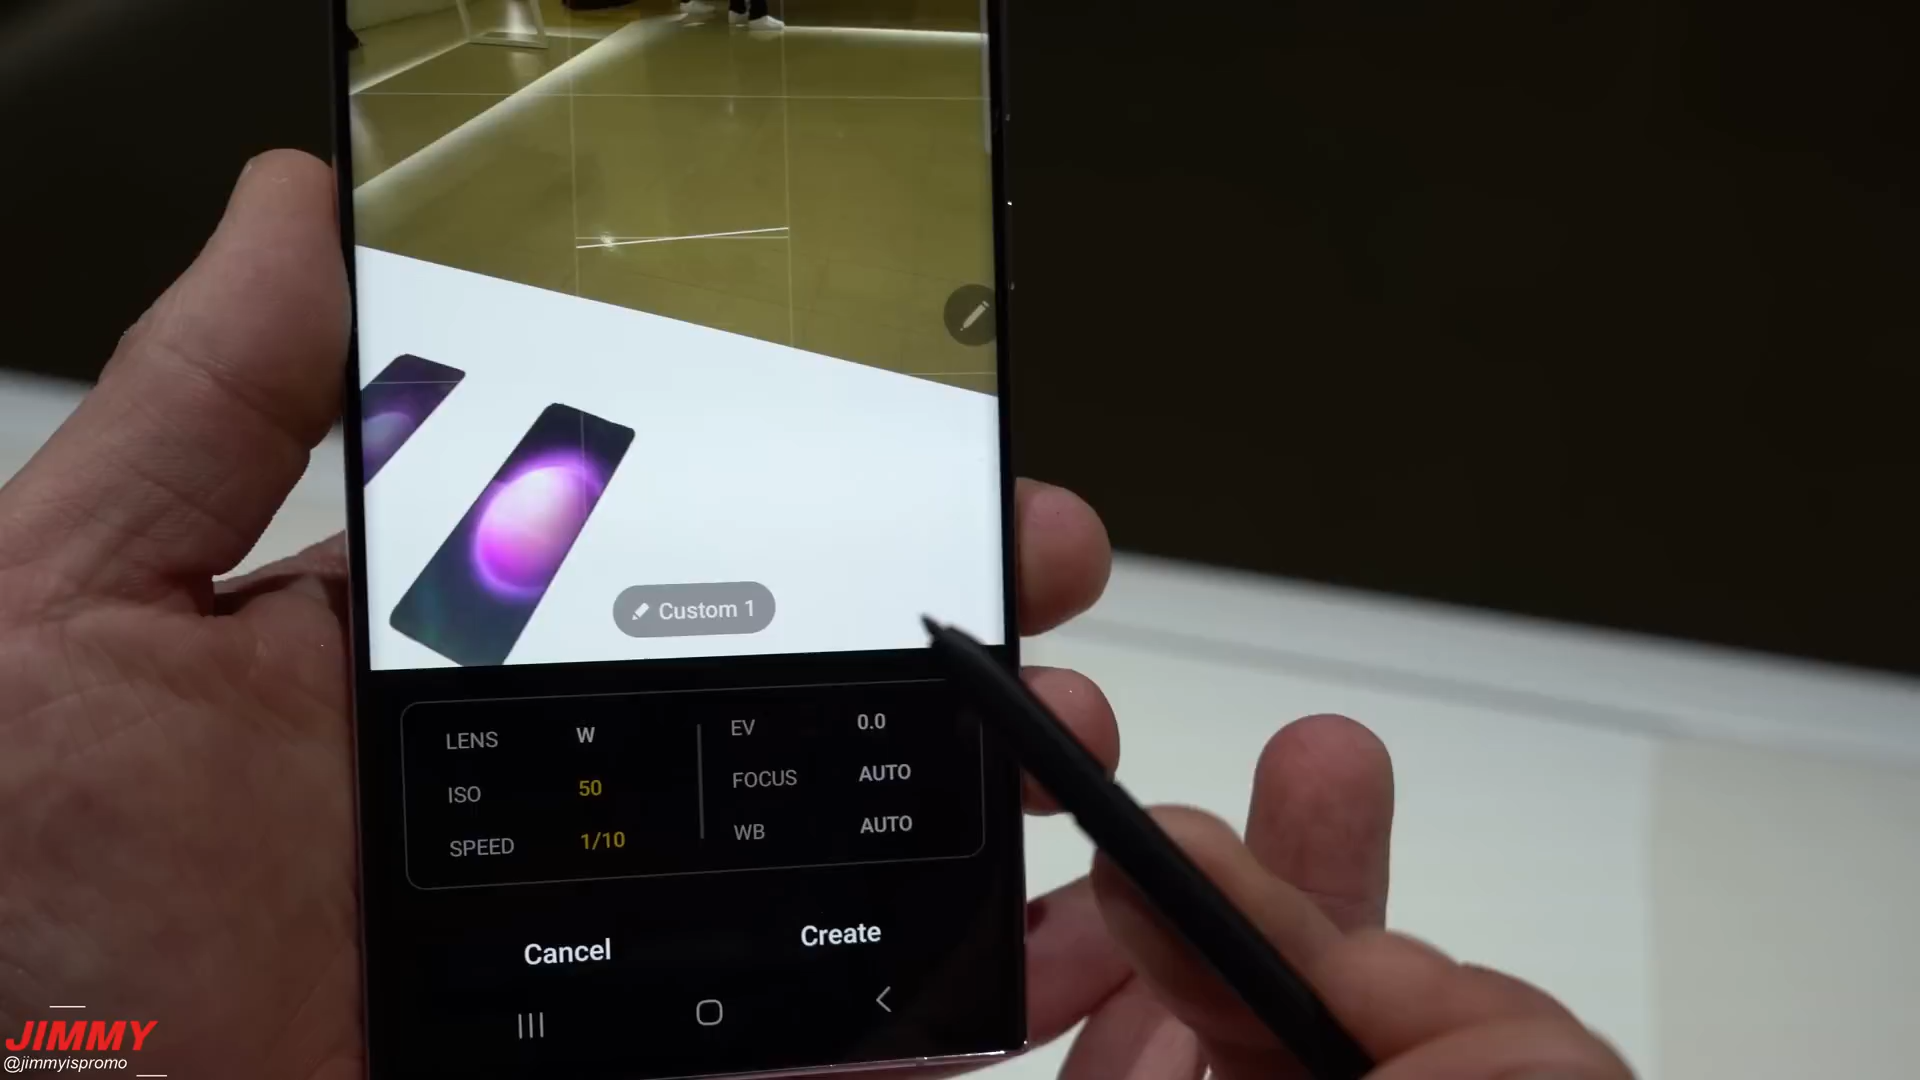 Custom 1
LENS W
ISO 50
SPEED 1/10
EV 0.0
FOCUS AUTO
WB AUTO
Cancel
Create
JIMMY
@jimmyispromo